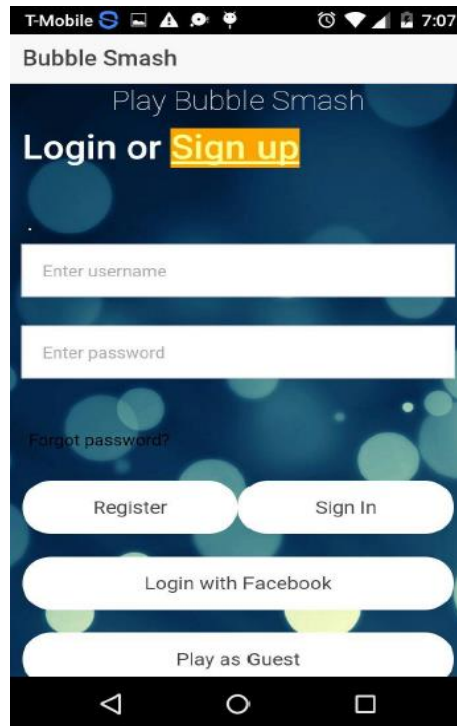 T-Mobile 7:07
Bubble Smash
Play Bubble Smash
Login or Sign up
.
Enter username
Enter password
Forgot password?
Register Sign In
Login with Facebook
Play as Guest